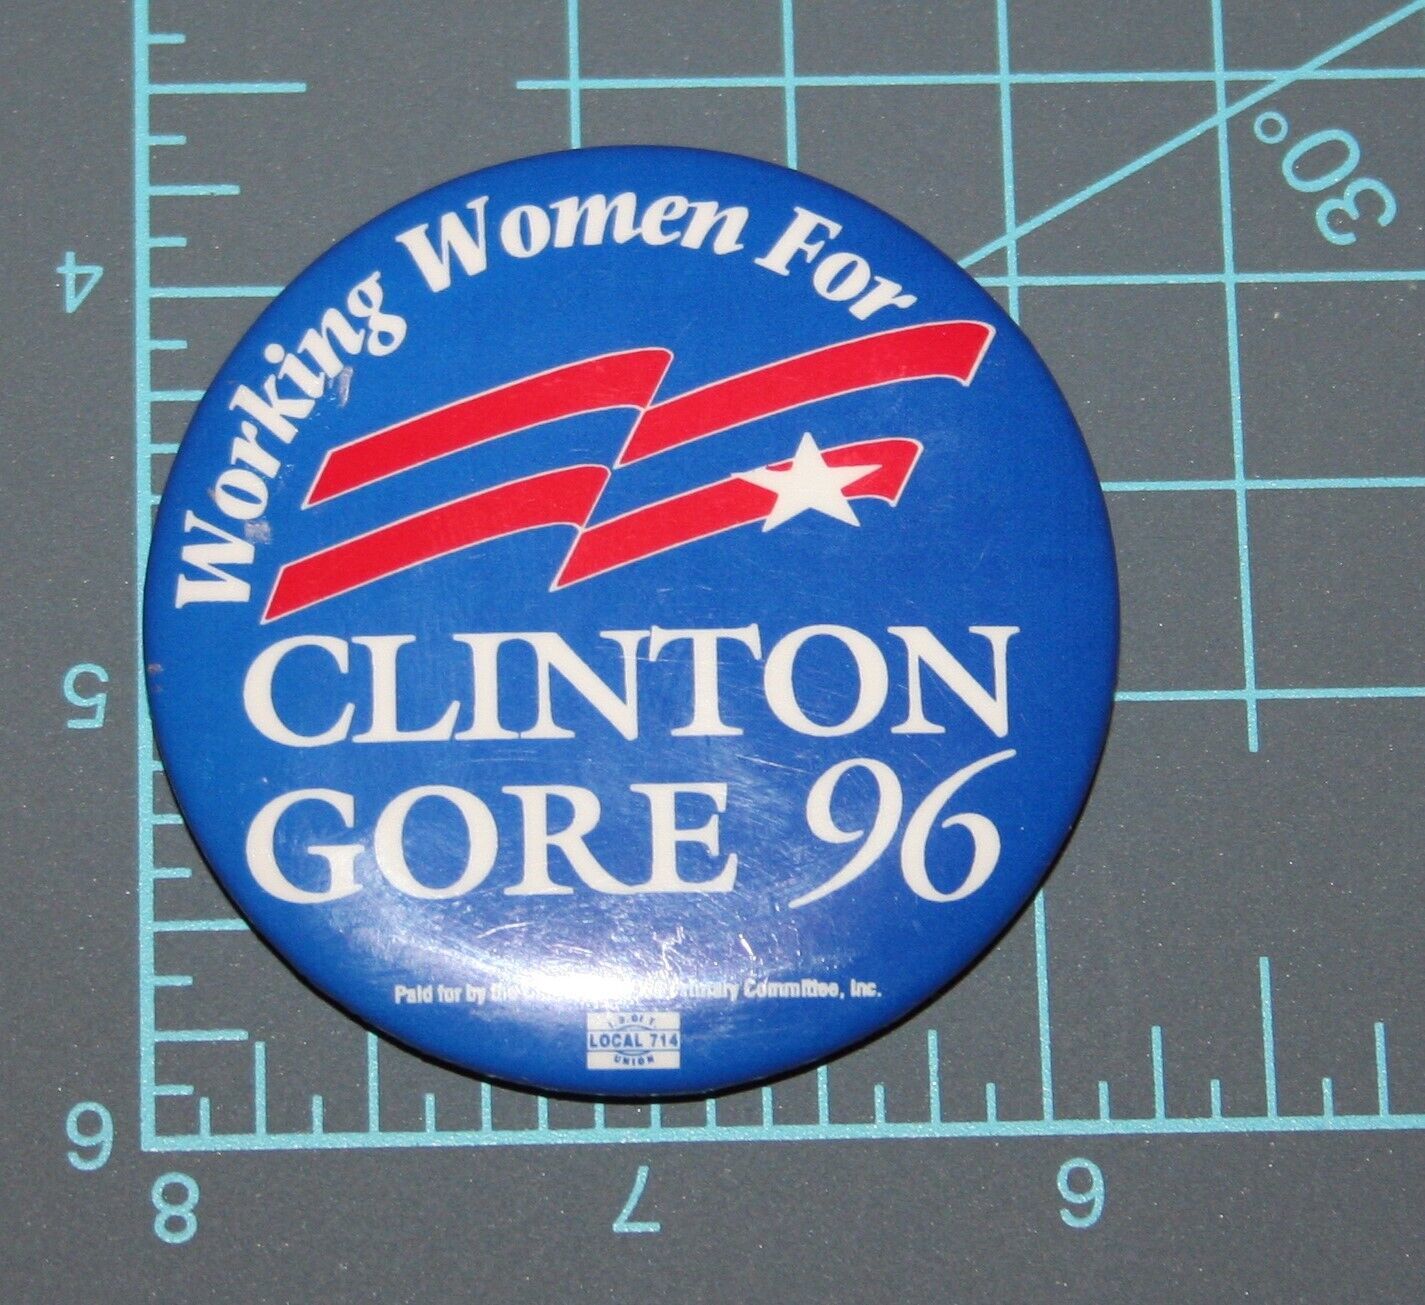 Working Women For
CLINTON
GORE 96
Paid for by the Primary Committee, Inc.
LOCAL 714
UNION
30°
4
5
6
8
7
6